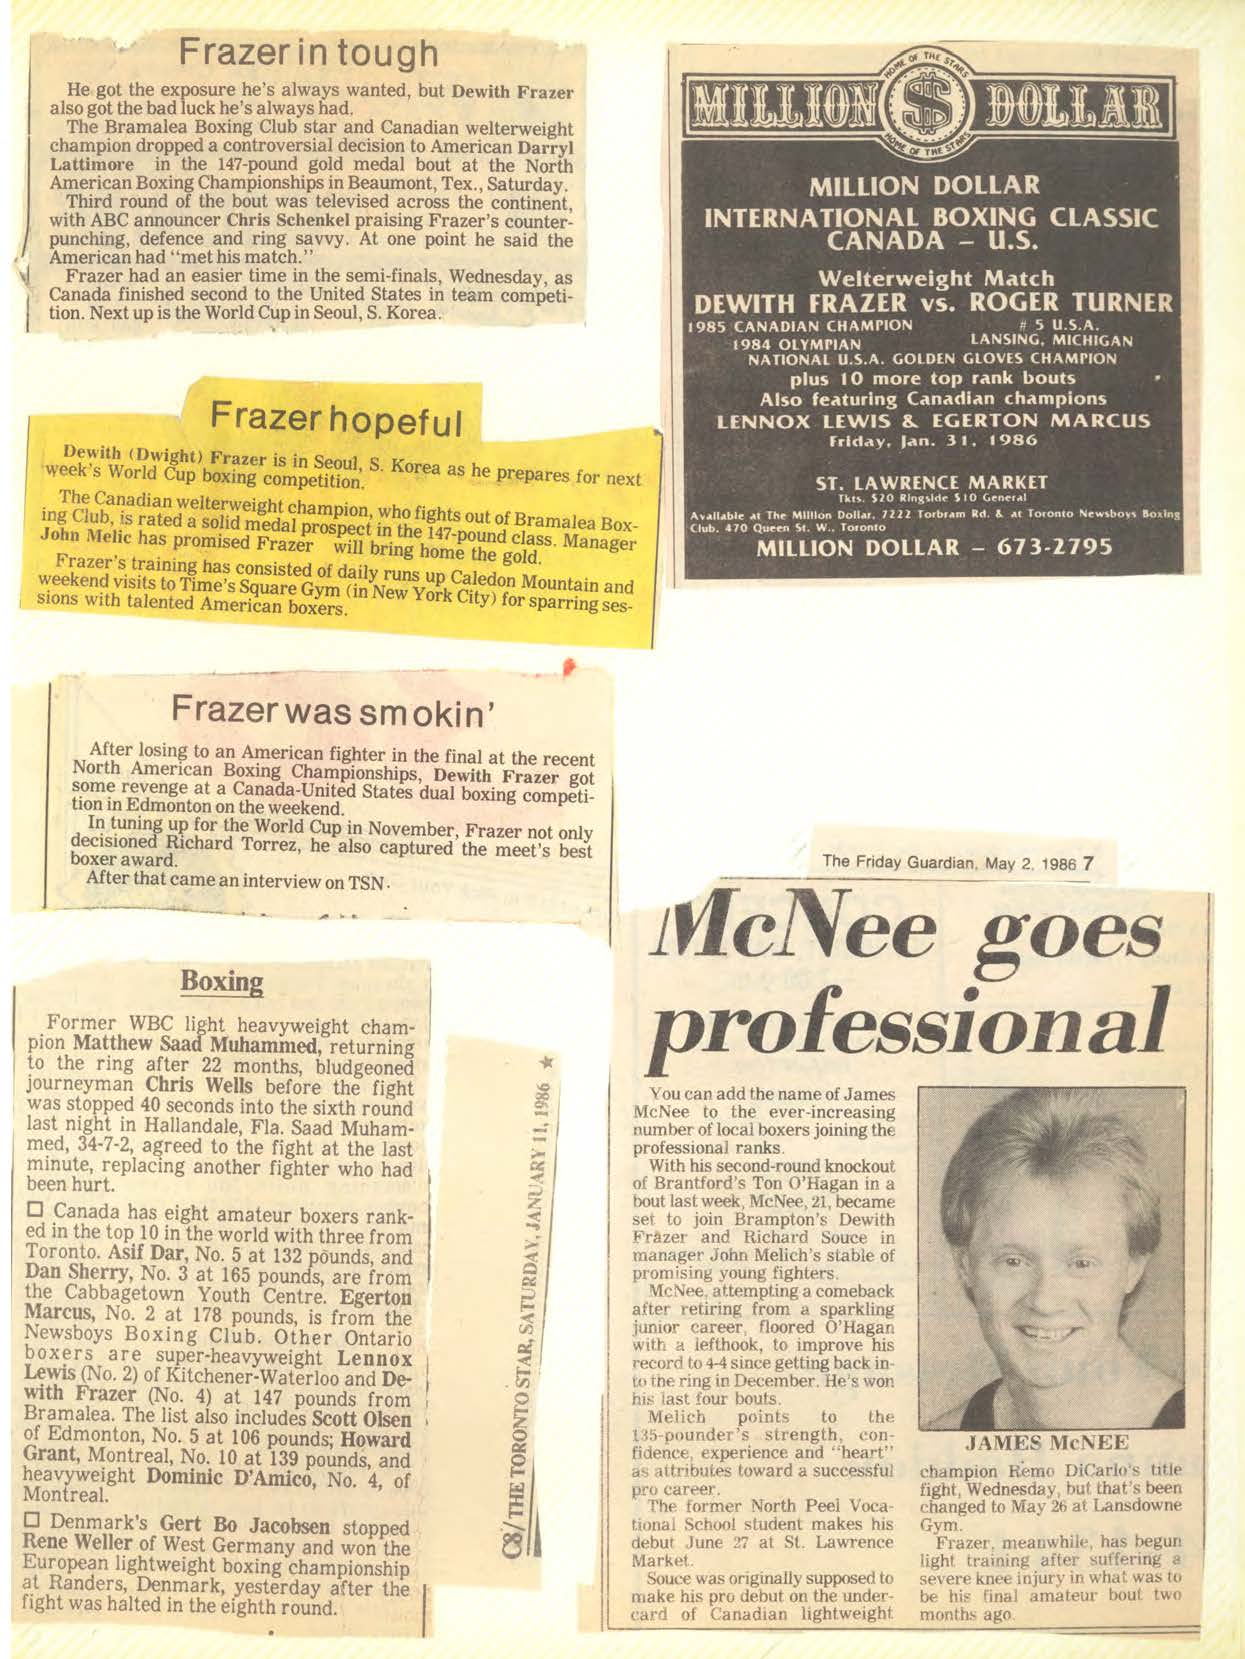 Frazer in tough
He got the exposure he's always wanted, but Dewith Frazer
also got the bad luck he's always had.
The Bramalea Boxing Club star and Canadian welterweight
champion dropped a controversial decision to American Darryl
Lattimore in the 147-pound gold medal bout at the North
American Boxing Championships in Beaumont, Tex., Saturday.
Third round of the bout was televised across the continent,
with ABC announcer Chris Schenkel praising Frazer's counter-
punching, defence and ring savvy. At one point he said the
American had "met his match."
Frazer had an easier time in the semi-finals, Wednesday, as
Canada finished second to the United States in team competi-
tion. Next up is the World Cup in Seoul, S. Korea.
Frazer hopeful
Dewith (Dwight) Frazer is in Seoul, S. Korea as he prepares for next
week's World Cup boxing competition.
The Canadian welterweight champion, who fights out of Bramalea Box-
ing Club, is rated a solid medal prospect in the 147-pound class. Manager
John Melic has promised Frazer will bring home the gold.
Frazer's training has consisted of daily runs up Caledon Mountain and
weekend visits to Time's Square Gym (in New York City) for sparring ses-
sions with talented American boxers.
Frazer was smokin'
After losing to an American fighter in the final at the recent
North American Boxing Championships, Dewith Frazer got
some revenge at a Canada-United States dual boxing competi-
tion in Edmonton on the weekend.
In tuning up for the World Cup in November, Frazer not only
decisioned Richard Torrez, he also captured the meet's best
boxer award.
After that came an interview on TSN.
Boxing
Former WBC light heavyweight cham-
pion Matthew Saad Muhammed, returning
to the ring after 22 months, bludgeoned
journeyman Chris Wells before the fight
was stopped 40 seconds into the sixth round
last night in Hallandale, Fla. Saad Muham-
med, 34-7-2, agreed to the fight at the last
minute, replacing another fighter who had
been hurt.
□ Canada has eight amateur boxers rank-
ed in the top 10 in the world with three from
Toronto. Asif Dar, No. 5 at 132 pounds, and
Dan Sherry, No. 3 at 165 pounds, are from
the Cabbagetown Youth Centre. Egerton
Marcus, No. 2 at 178 pounds, is from the
Newsboys Boxing Club. Other Ontario
boxers are super-heavyweight Lennox
Lewis (No. 2) of Kitchener-Waterloo and De-
with Frazer (No. 4) at 147 pounds from
Bramalea. The list also includes Scott Olsen
of Edmonton, No. 5 at 106 pounds; Howard
Grant, Montreal, No. 10 at 139 pounds, and
heavyweight Dominic D'Amico, No. 4, of
Montreal.
□ Denmark's Gert Bo Jacobsen stopped
Rene Weller of West Germany and won the
European lightweight boxing championship
at Randers, Denmark, yesterday after the
fight was halted in the eighth round.
C8/THE TORONTO STAR, SATURDAY, JANUARY 11, 1986 ★
HOME OF THE STARS
MILLION $ DOLLAR
HOME OF THE STARS
MILLION DOLLAR
INTERNATIONAL BOXING CLASSIC
CANADA – U.S.
Welterweight Match
DEWITH FRAZER vs. ROGER TURNER
1985 CANADIAN CHAMPION # 5 U.S.A.
1984 OLYMPIAN LANSING, MICHIGAN
NATIONAL U.S.A. GOLDEN GLOVES CHAMPION
plus 10 more top rank bouts
Also featuring Canadian champions
LENNOX LEWIS & EGERTON MARCUS
Friday, Jan. 31, 1986
ST. LAWRENCE MARKET
Tkts. $20 Ringside $10 General
Available at The Million Dollar, 7222 Torbram Rd. & at Toronto Newsboys Boxing
Club, 470 Queen St. W., Toronto
MILLION DOLLAR – 673-2795
The Friday Guardian, May 2, 1986 7
McNee goes
professional
You can add the name of James
McNee to the ever-increasing
number of local boxers joining the
professional ranks.
With his second-round knockout
of Brantford's Ton O'Hagan in a
bout last week, McNee, 21, became
set to join Brampton's Dewith
Frazer and Richard Souce in
manager John Melich's stable of
promising young fighters.
McNee, attempting a comeback
after retiring from a sparkling
junior career, floored O'Hagan
with a lefthook, to improve his
record to 4-4 since getting back in-
to the ring in December. He's won
his last four bouts.
Melich points to the
135-pounder's strength, con-
fidence, experience and "heart"
as attributes toward a successful
pro career.
The former North Peel Voca-
tional School student makes his
debut June 27 at St. Lawrence
Market.
Souce was originally supposed to
make his pro debut on the under-
card of Canadian lightweight
JAMES McNEE
champion Remo DiCarlo's title
fight, Wednesday, but that's been
changed to May 26 at Lansdowne
Gym.
Frazer, meanwhile, has begun
light training after suffering a
severe knee injury in what was to
be his final amateur bout two
months ago.